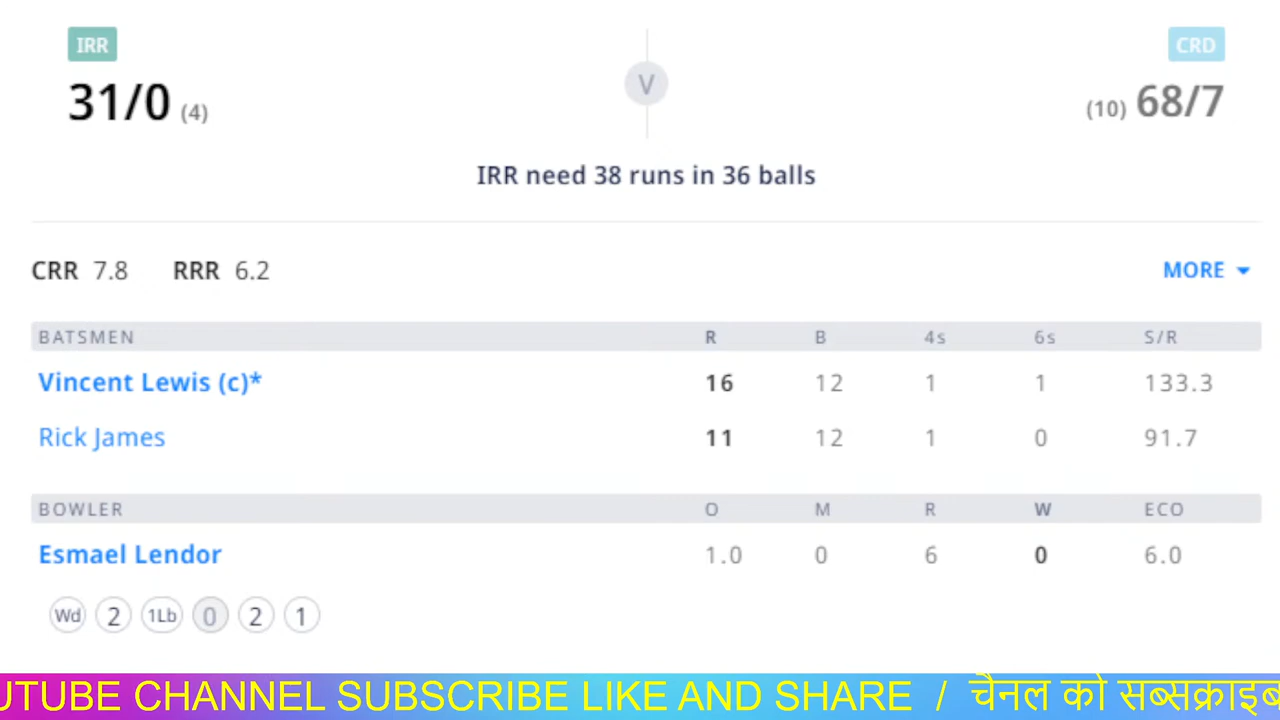 IRR
CRD
31/0 (4)
V
(10) 68/7
IRR need 38 runs in 36 balls
CRR 7.8 RRR 6.2
MORE
BATSMEN R B 4s 6s S/R
Vincent Lewis (c)* 16 12 1 1 133.3
Rick James 11 12 1 0 91.7
BOWLER O M R W ECO
Esmael Lendor 1.0 0 6 0 6.0
Wd 2 1Lb 0 2 1
UTUBE CHANNEL SUBSCRIBE LIKE AND SHARE / चैनल को सब्सक्राइब